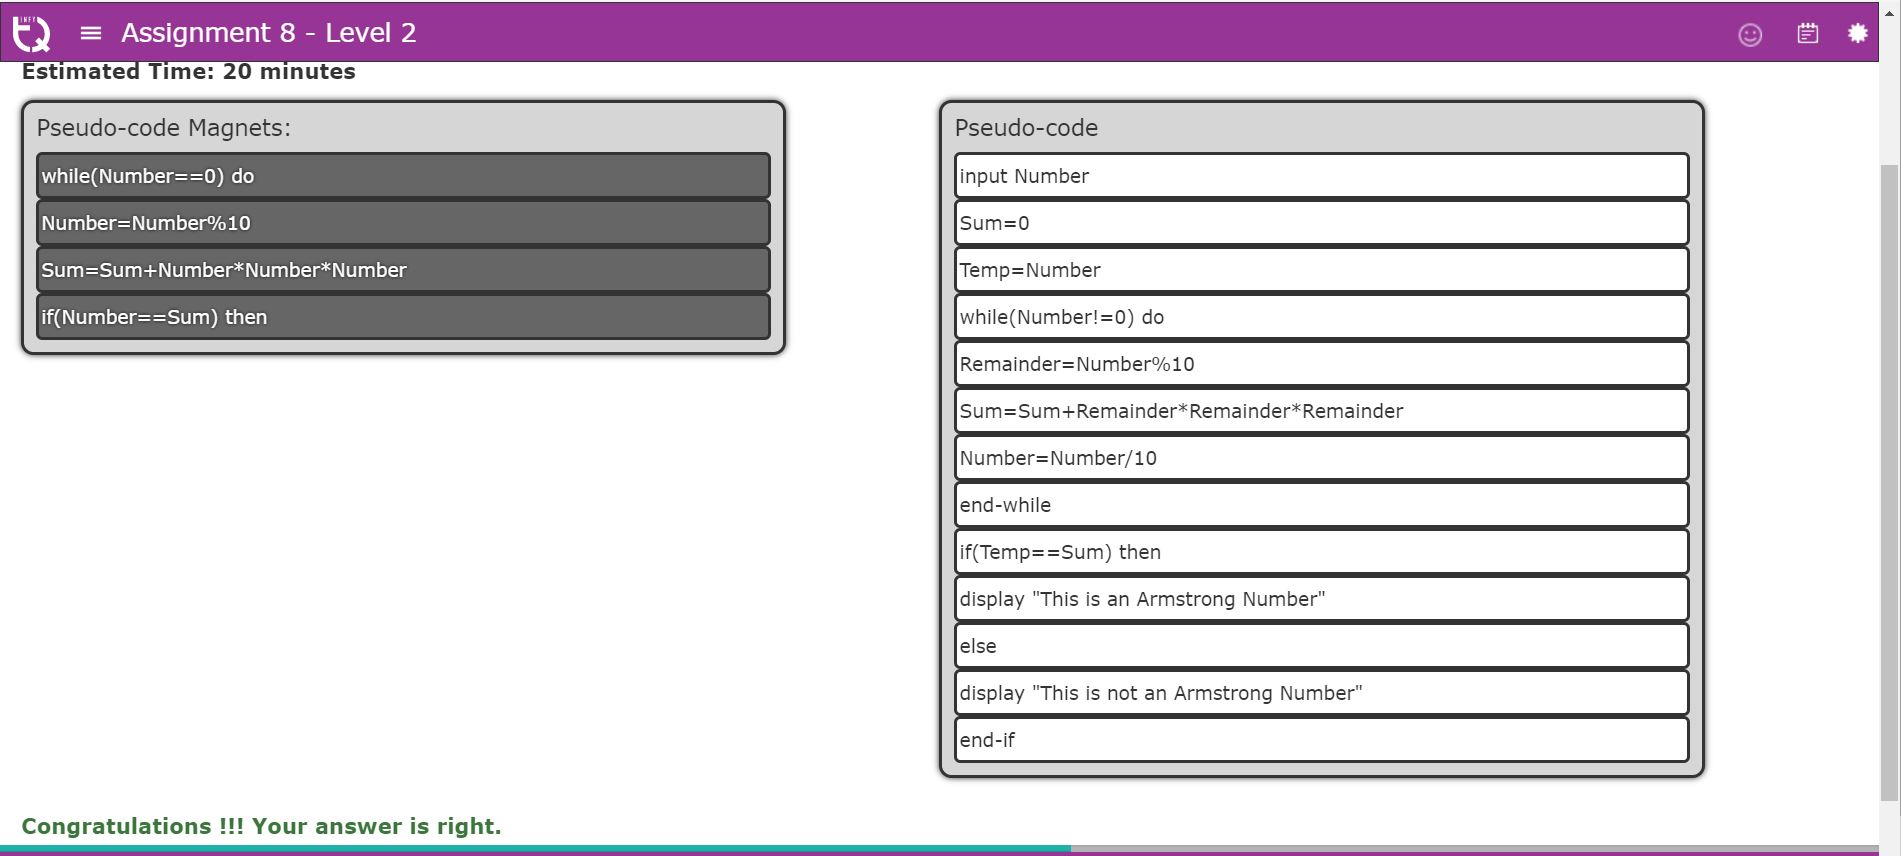 INFY
TQ
Assignment 8 - Level 2
Estimated Time: 20 minutes
Pseudo-code Magnets:
while(Number==0) do
Number=Number%10
Sum=Sum+Number*Number*Number
if(Number==Sum) then
Pseudo-code
input Number
Sum=0
Temp=Number
while(Number!=0) do
Remainder=Number%10
Sum=Sum+Remainder*Remainder*Remainder
Number=Number/10
end-while
if(Temp==Sum) then
display "This is an Armstrong Number"
else
display "This is not an Armstrong Number"
end-if
Congratulations !!! Your answer is right.